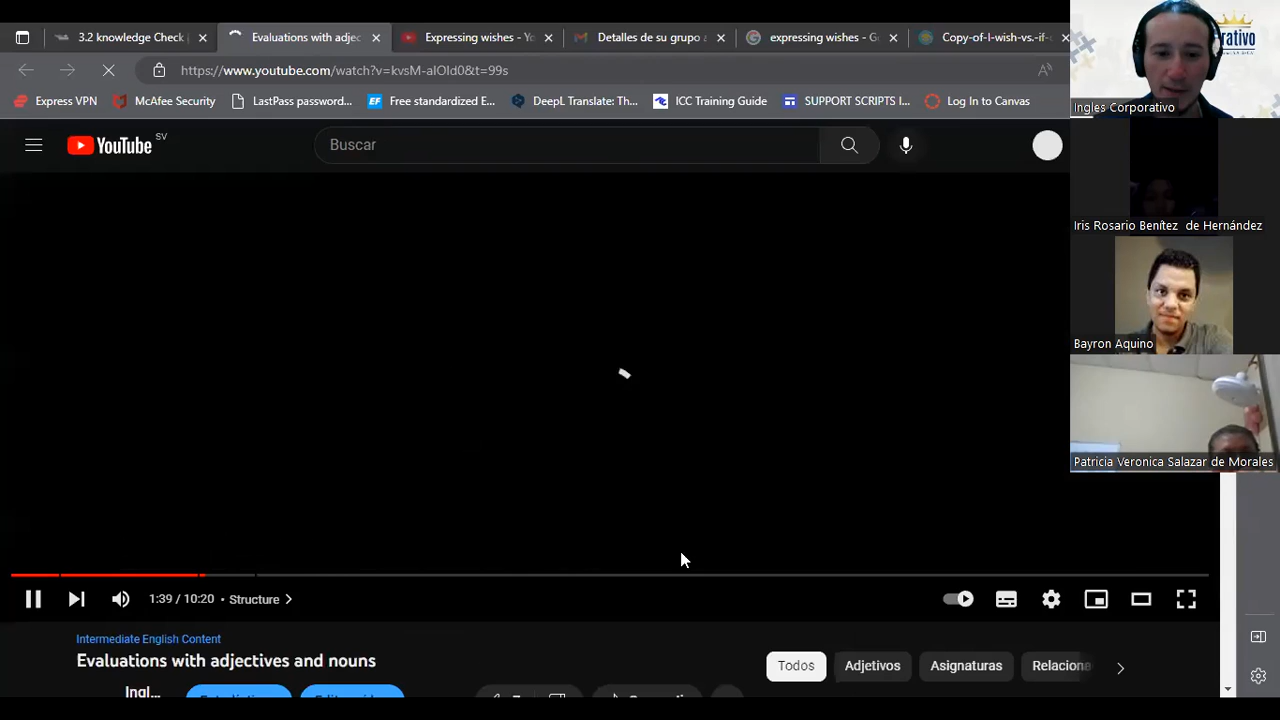 3.2 knowledge Check |
Evaluations with adjec
Expressing wishes - Yo
Detalles de su grupo a
expressing wishes - Go
Copy-of-I-wish-vs.-if-o
https://www.youtube.com/watch?v=kvsM-aIOld0&t=99s
Express VPN
McAfee Security
LastPass password...
Free standardized E...
DeepL Translate: Th...
ICC Training Guide
SUPPORT SCRIPTS I...
Log In to Canvas
YouTube SV
Buscar
Ingles Corporativo
Iris Rosario Benítez de Hernández
Bayron Aquino
Patricia Veronica Salazar de Morales
1:39 / 10:20 • Structure
Intermediate English Content
Evaluations with adjectives and nouns
Todos
Adjetivos
Asignaturas
Relaciona
Ingl...